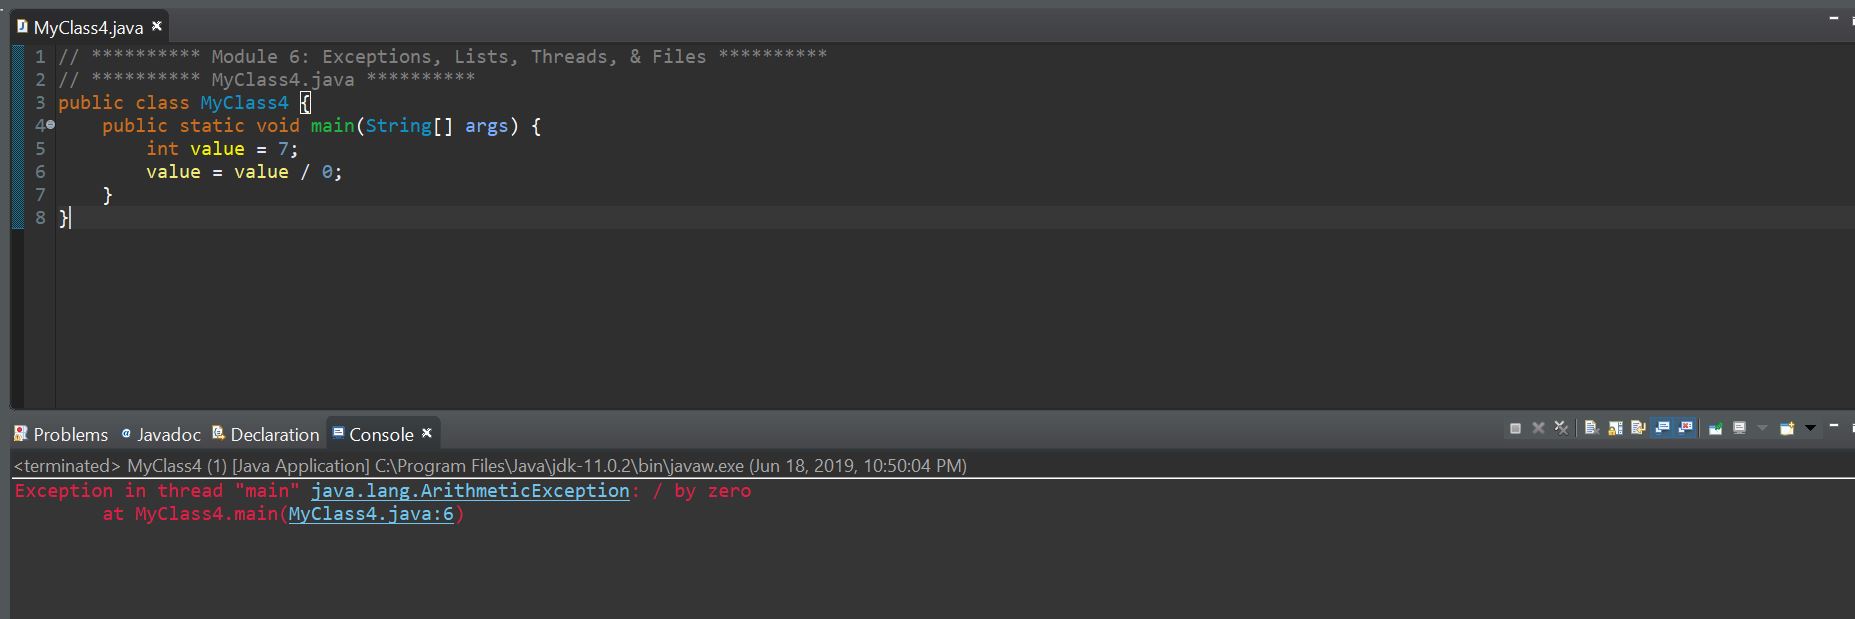 MyClass4.java
1 // ********** Module 6: Exceptions, Lists, Threads, & Files **********
2 // ********** MyClass4.java **********
3 public class MyClass4 {
4     public static void main(String[] args) {
5         int value = 7;
6         value = value / 0;
7     }
8 }
Problems @ Javadoc Declaration Console
<terminated> MyClass4 (1) [Java Application] C:\Program Files\Java\jdk-11.0.2\bin\javaw.exe (Jun 18, 2019, 10:50:04 PM)
Exception in thread "main" java.lang.ArithmeticException: / by zero
        at MyClass4.main(MyClass4.java:6)